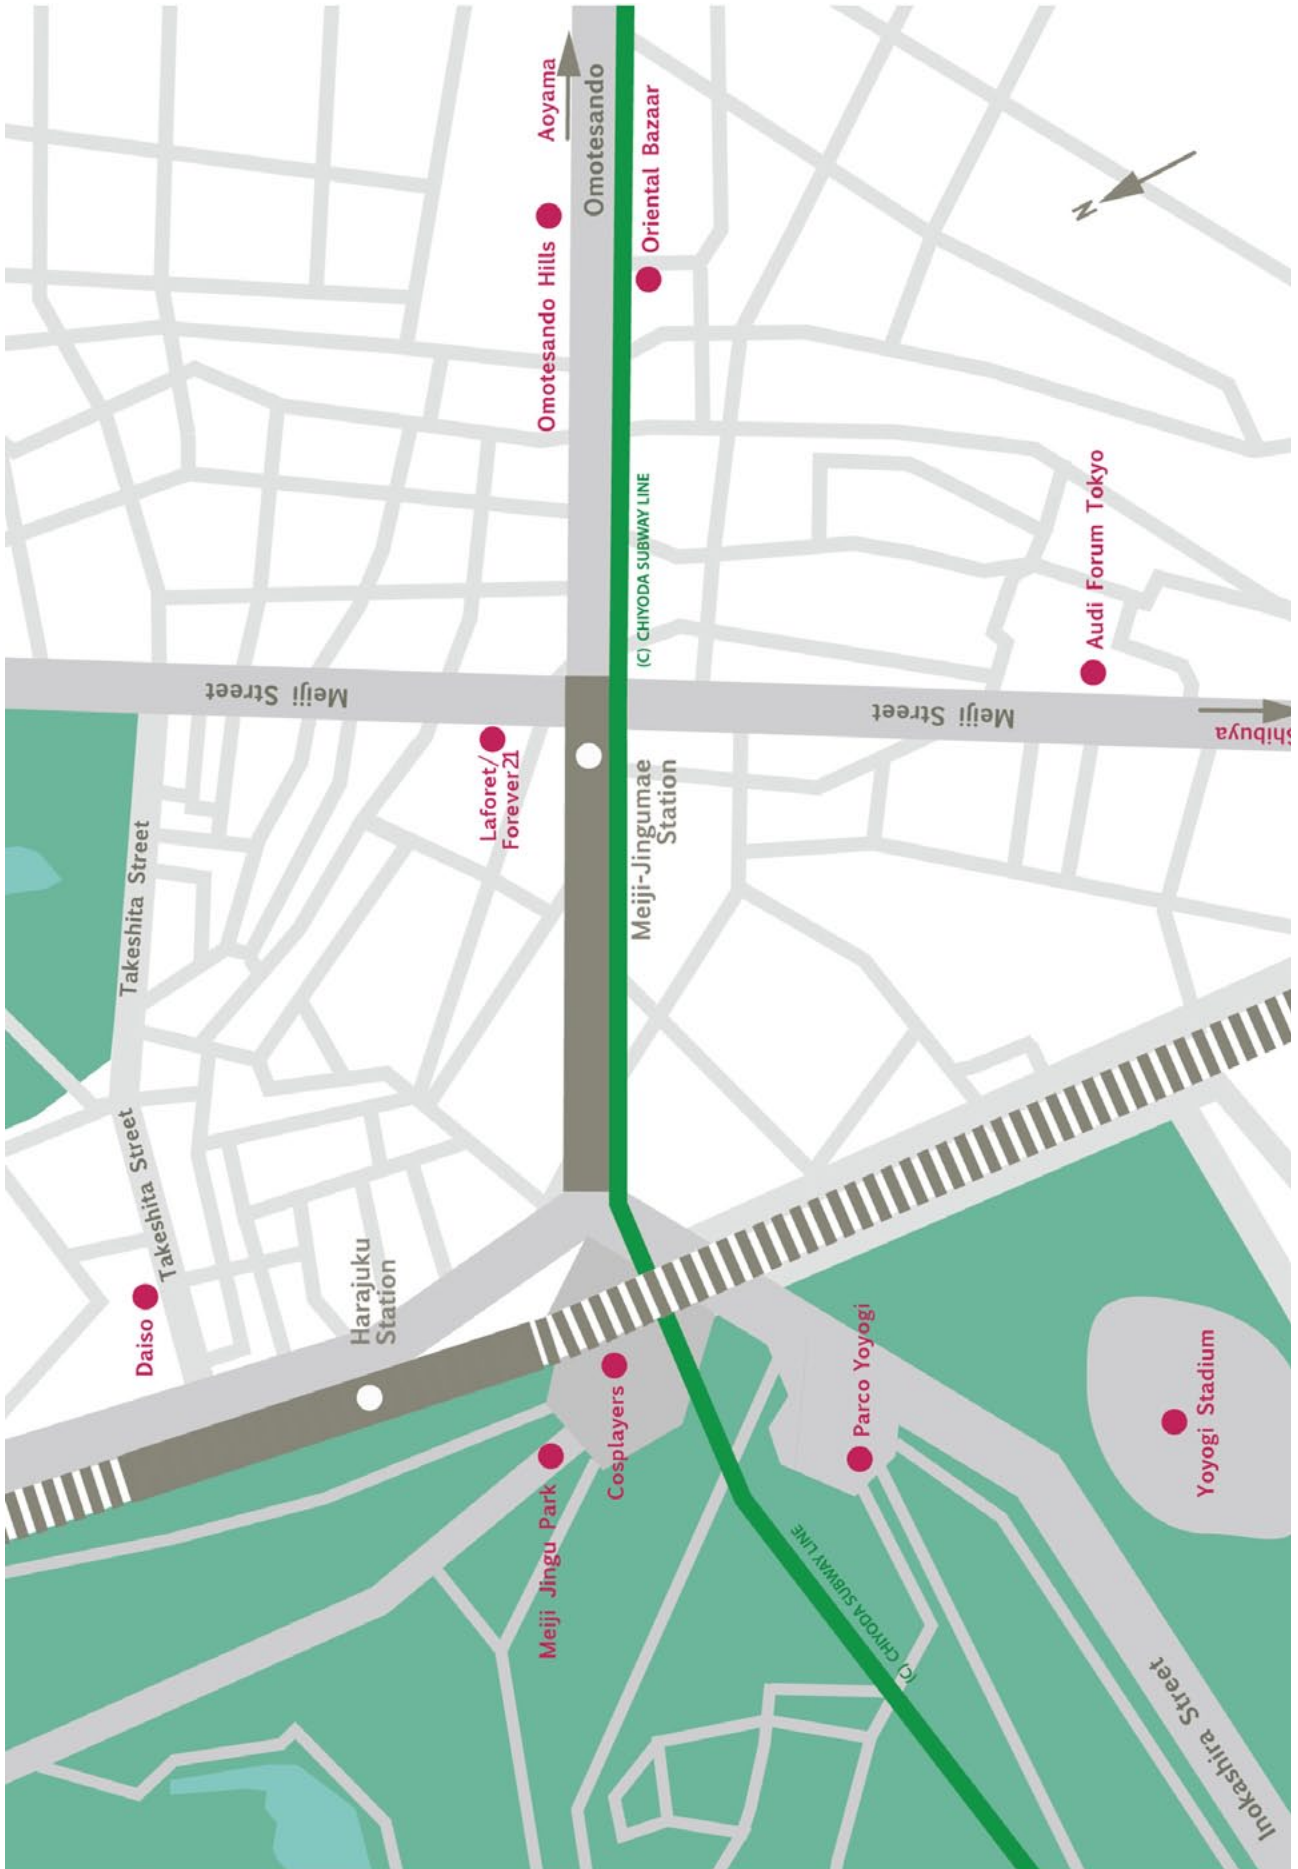 Aoyama
Omotesando
Omotesando Hills
Oriental Bazaar
N
(C) CHIYODA SUBWAY LINE
Audi Forum Tokyo
Meiji Street
Meiji Street
Shibuya
Laforet/
Forever21
Meiji-Jingumae
Station
Takeshita Street
Takeshita Street
Daiso
Harajuku
Station
Cosplayers
Meiji Jingu Park
Parco Yoyogi
Yoyogi Stadium
(C) CHIYODA SUBWAY LINE
Inokashira Street